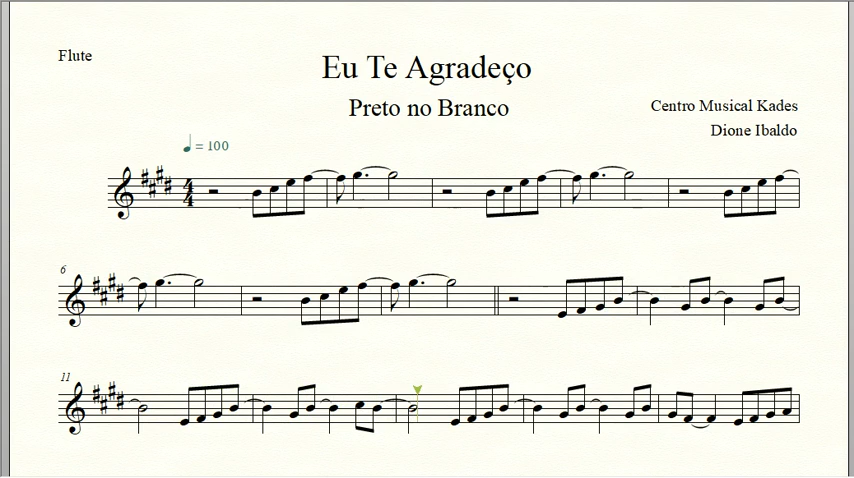 Flute
Eu Te Agradeço
Preto no Branco
Centro Musical Kades
Dione Ibaldo
= 100
4
4
6
11